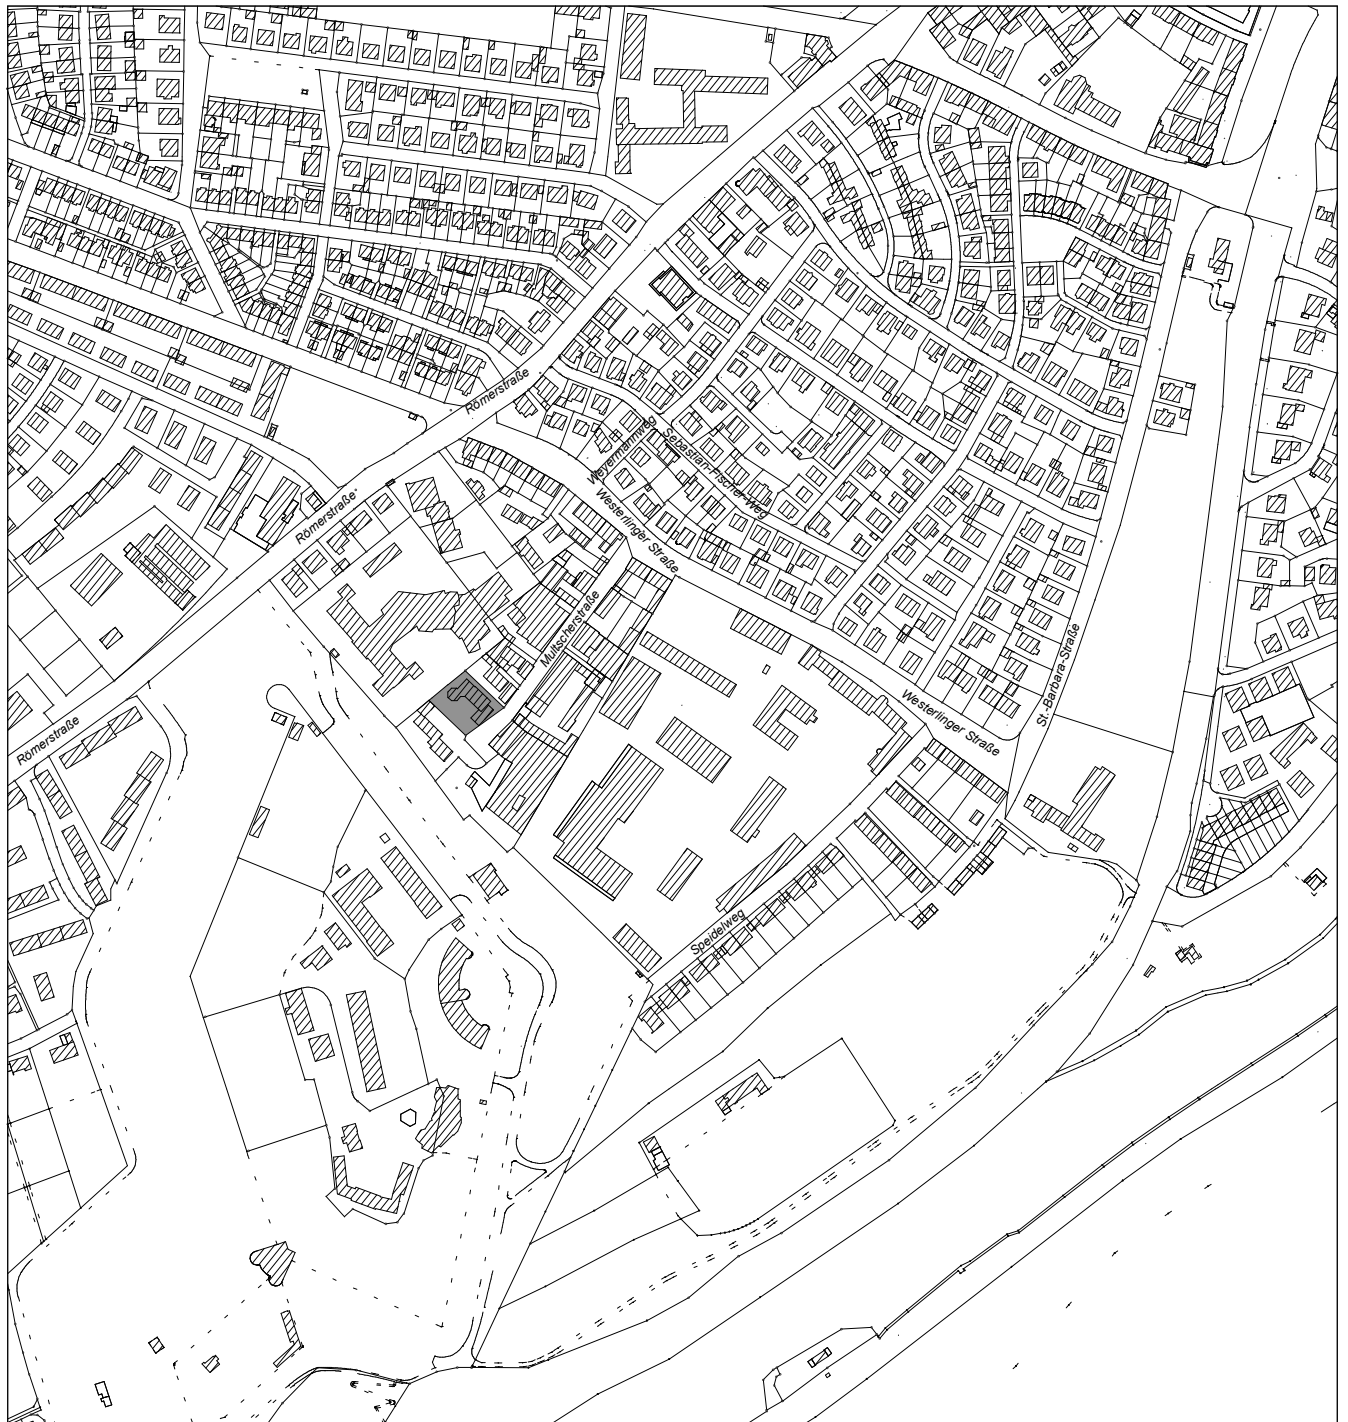 Römerstraße
Weyermannweg
Sebastian-Fischer-Weg
Römerstraße
Westerlinger Straße
Multscherstraße
St.-Barbara-Straße
Römerstraße
Westerlinger Straße
Speidelweg